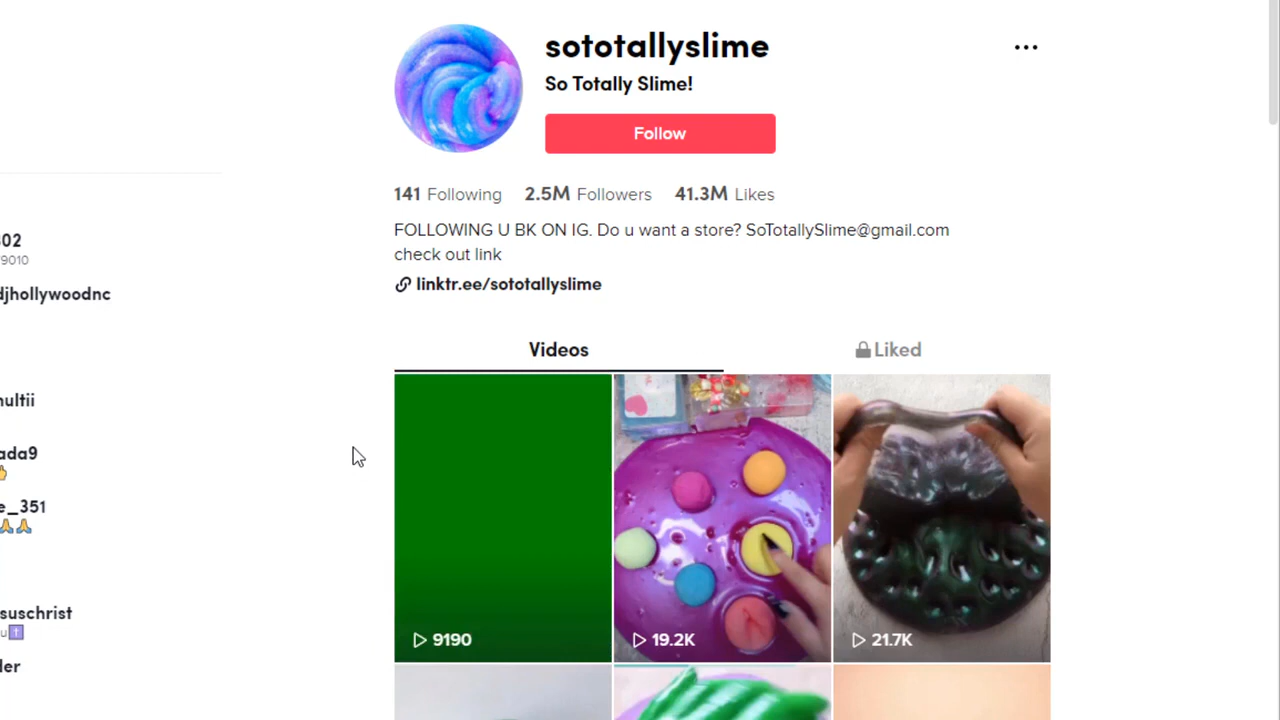 sototallyslime
So Totally Slime!
Follow
141 Following 2.5M Followers 41.3M Likes
FOLLOWING U BK ON IG. Do u want a store? SoTotallySlime@gmail.com
check out link
linktr.ee/sototallyslime
Videos
Liked
9190
19.2K
21.7K
302
9010
djhollywoodnc
nultii
ada9
e_351
suschrist
u
ler